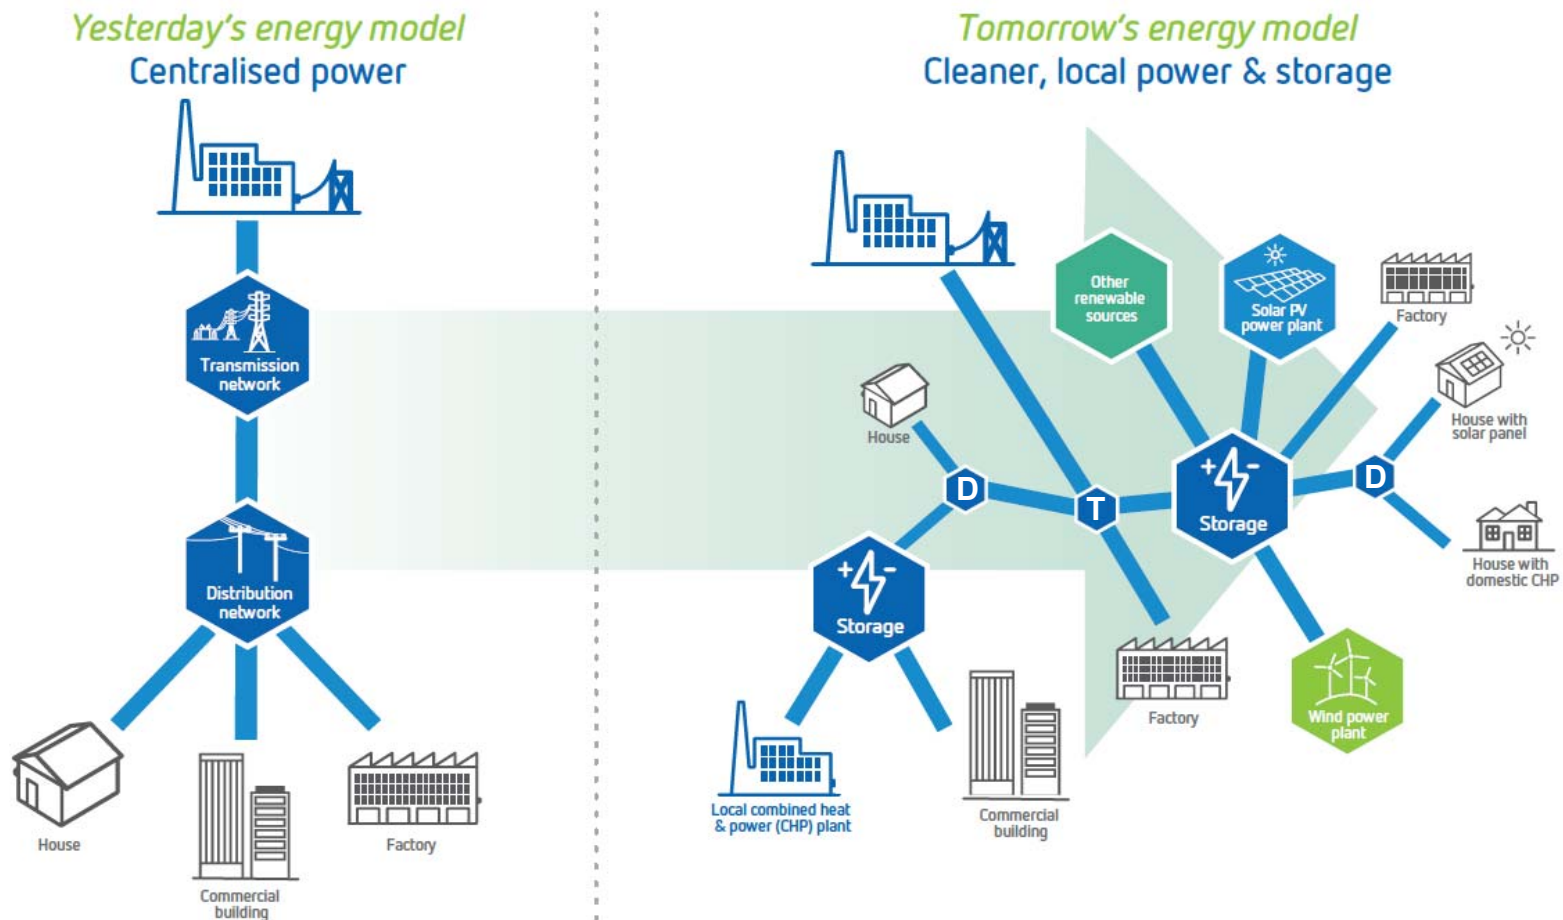 Yesterday's energy model
Centralised power
Transmission
network
Distribution
network
House
Commercial
building
Factory
Tomorrow's energy model
Cleaner, local power & storage
Other
renewable
sources
Solar PV
power plant
Factory
House with
solar panel
House
D
T
+ -
Storage
D
House with
domestic CHP
+ -
Storage
Wind power
plant
Factory
Local combined heat
& power (CHP) plant
Commercial
building